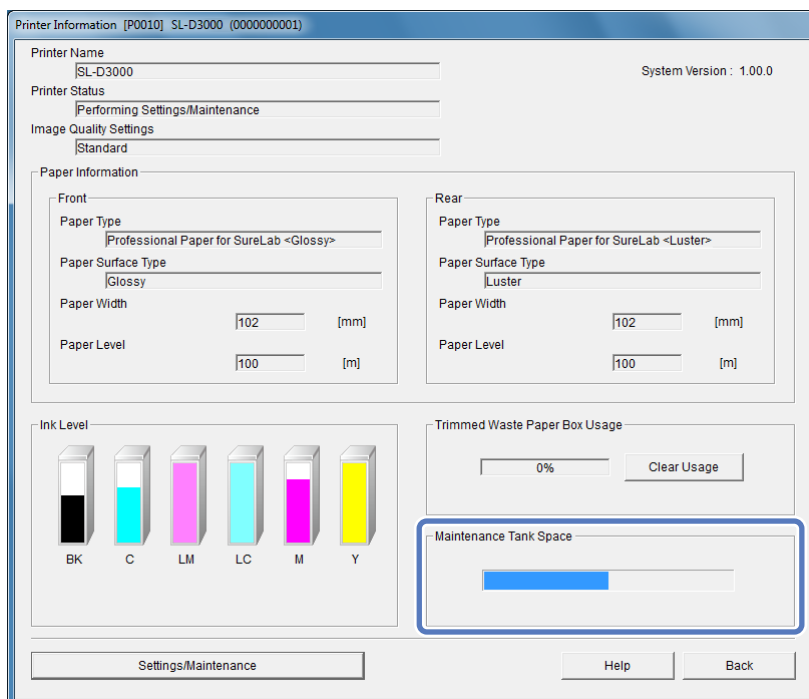 Printer Information [P0010] SL-D3000 (0000000001)
Printer Name
SL-D3000
System Version : 1.00.0
Printer Status
Performing Settings/Maintenance
Image Quality Settings
Standard
Paper Information
Front
Paper Type
Professional Paper for SureLab <Glossy>
Paper Surface Type
Glossy
Paper Width
102 [mm]
Paper Level
100 [m]
Rear
Paper Type
Professional Paper for SureLab <Luster>
Paper Surface Type
Luster
Paper Width
102 [mm]
Paper Level
100 [m]
Ink Level
BK C LM LC M Y
Trimmed Waste Paper Box Usage
0% Clear Usage
Maintenance Tank Space
Settings/Maintenance Help Back